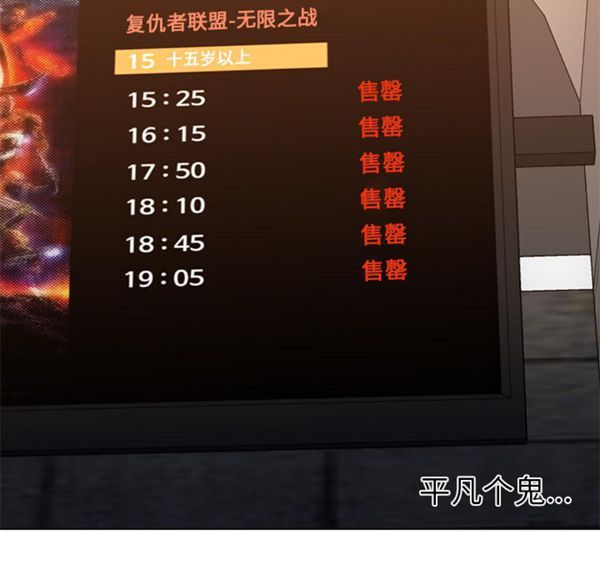 复仇者联盟-无限之战
15 十五岁以上
15:25 售罄
16:15 售罄
17:50 售罄
18:10 售罄
18:45 售罄
19:05 售罄
平凡个鬼...